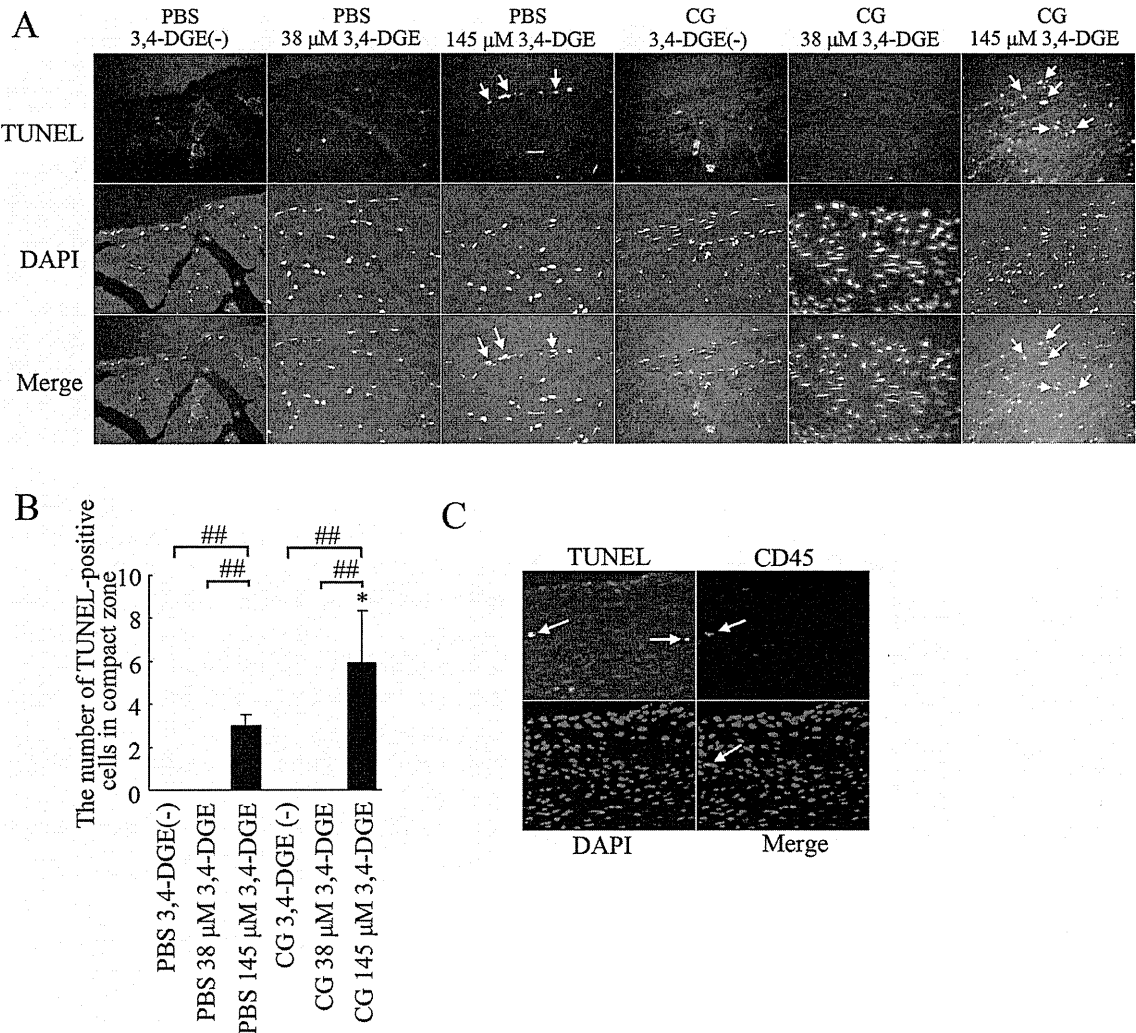 A
PBS
3,4-DGE(-)
PBS
38 µM 3,4-DGE
PBS
145 µM 3,4-DGE
CG
3,4-DGE(-)
CG
38 µM 3,4-DGE
CG
145 µM 3,4-DGE
TUNEL
DAPI
Merge
B
The number of TUNEL-positive
cells in compact zone
##
##
##
##
*
10
8
6
4
2
0
PBS 3,4-DGE(-)
PBS 38 µM 3,4-DGE
PBS 145 µM 3,4-DGE
CG 3,4-DGE (-)
CG 38 µM 3,4-DGE
CG 145 µM 3,4-DGE
C
TUNEL
CD45
DAPI
Merge